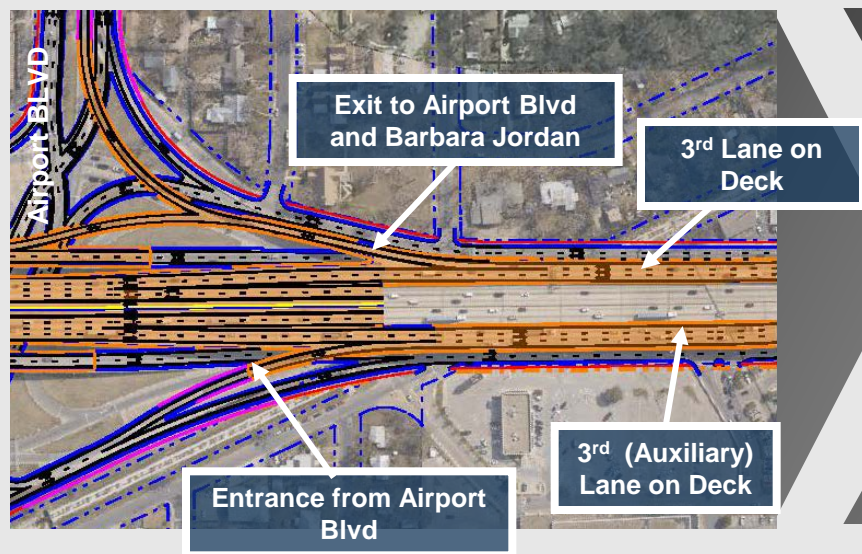 Airport BLVD
Exit to Airport Blvd
and Barbara Jordan
3rd Lane on
Deck
3rd (Auxiliary)
Lane on Deck
Entrance from Airport
Blvd